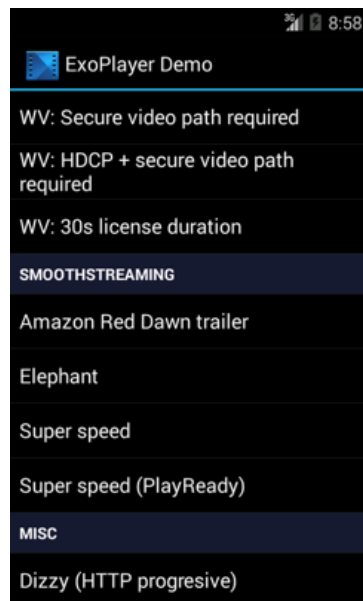 3G 8:58
ExoPlayer Demo
WV: Secure video path required
WV: HDCP + secure video path
required
WV: 30s license duration
SMOOTHSTREAMING
Amazon Red Dawn trailer
Elephant
Super speed
Super speed (PlayReady)
MISC
Dizzy (HTTP progresive)